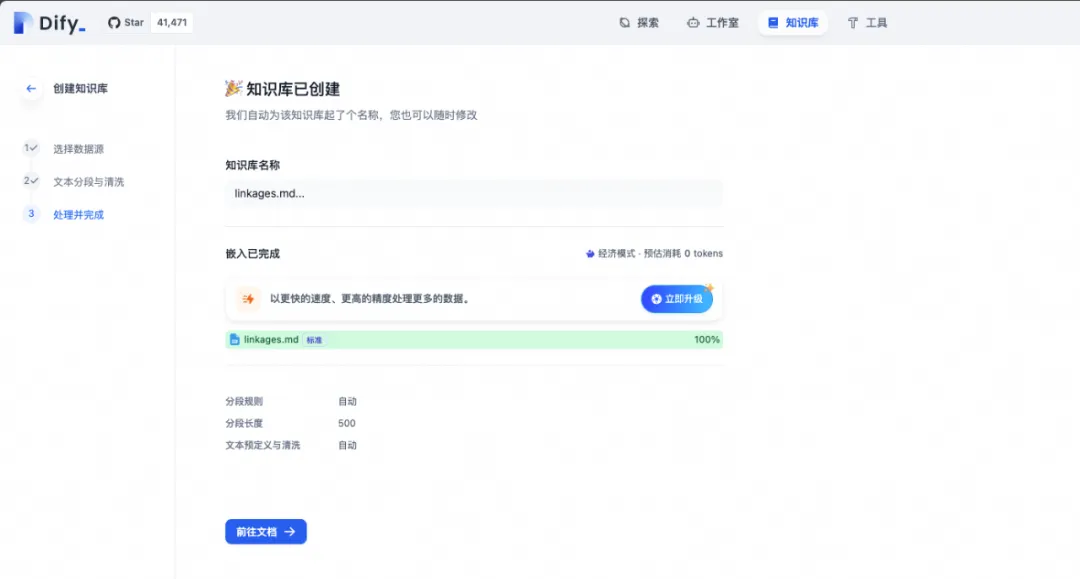 Dify_ Star 41,471 探索 工作室 知识库 工具
创建知识库
1 选择数据源
2 文本分段与清洗
3 处理并完成
知识库已创建
我们自动为该知识库起了个名称，您也可以随时修改
知识库名称
linkages.md...
嵌入已完成 经济模式 · 预估消耗 0 tokens
以更快的速度、更高的精度处理更多的数据。 立即升级
linkages.md 标准 100%
分段规则 自动
分段长度 500
文本预定义与清洗 自动
前往文档 →